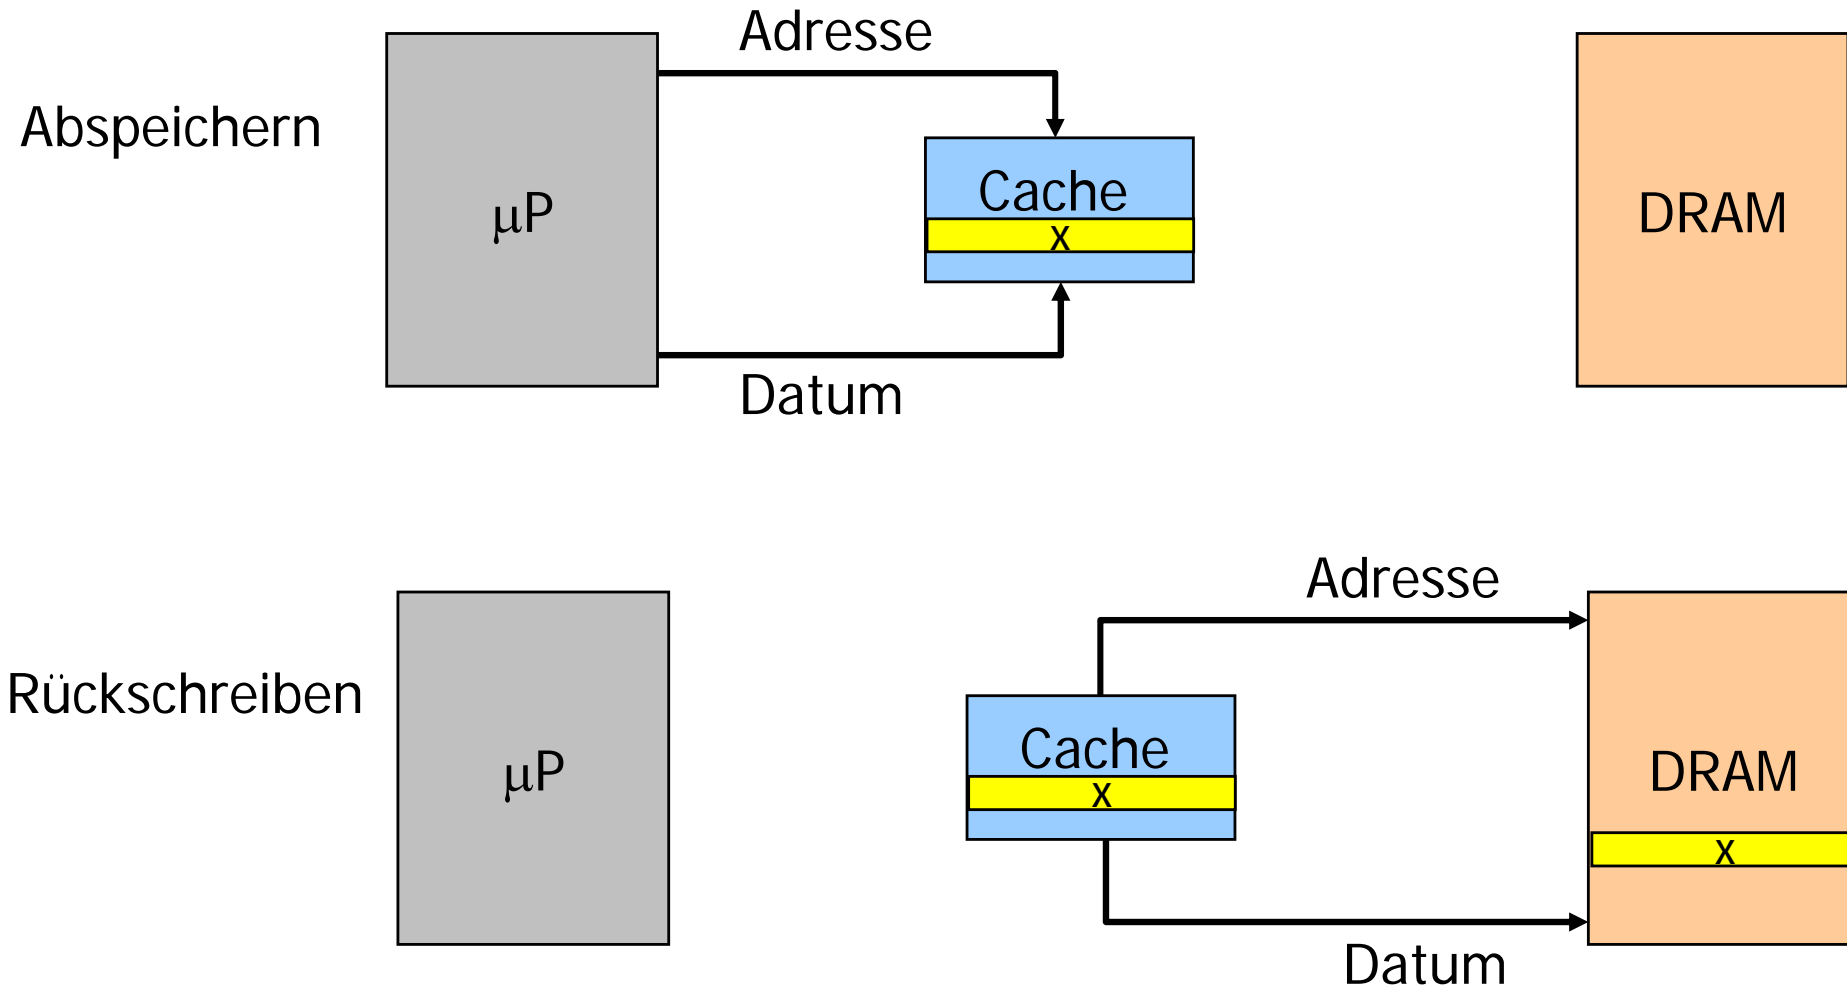 Adresse
Abspeichern
μP
Cache
x
DRAM
Datum
Adresse
Rückschreiben
μP
Cache
x
DRAM
x
Datum